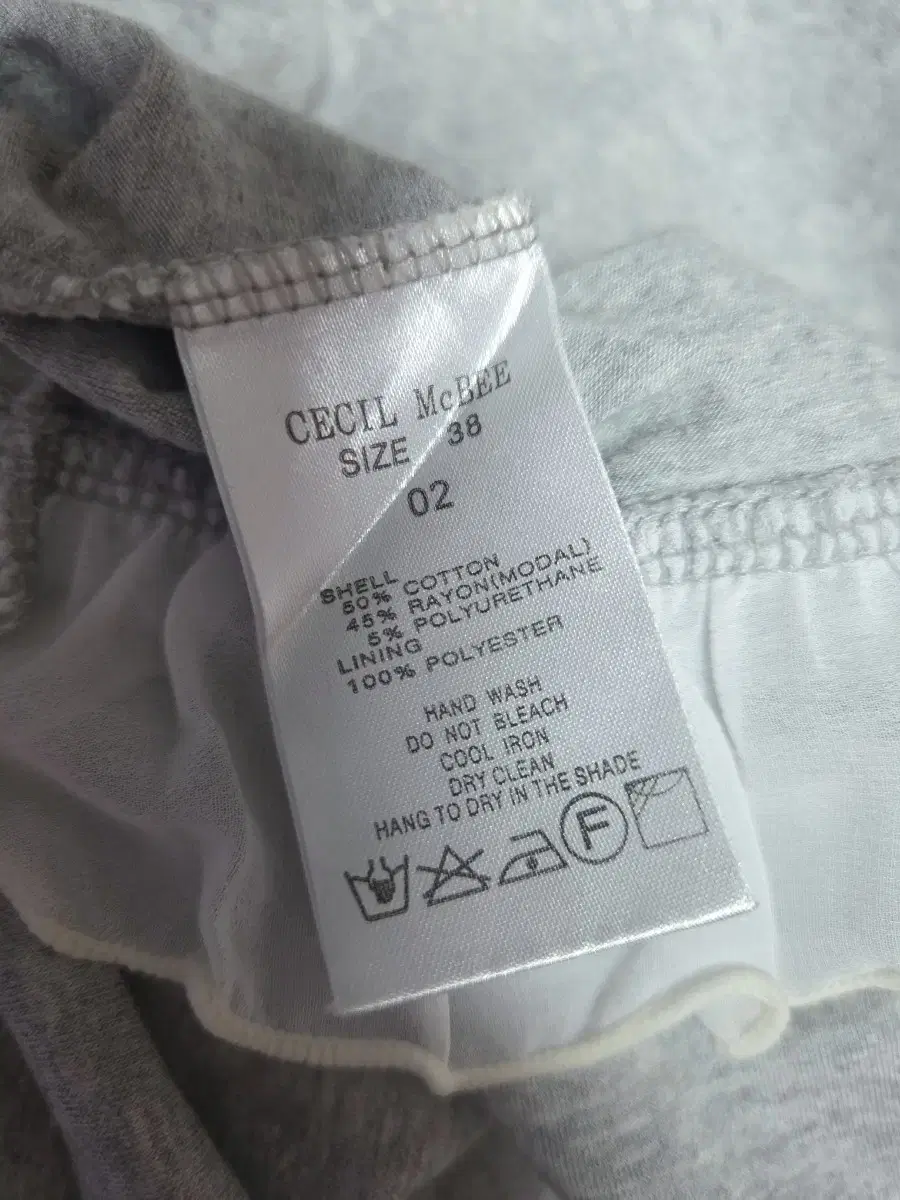 CECIL McBEE
SIZE 38
02
SHELL
50% COTTON
45% RAYON(MODAL)
5% POLYURETHANE
LINING
100% POLYESTER
HAND WASH
DO NOT BLEACH
COOL IRON
DRY CLEAN
HANG TO DRY IN THE SHADE
F